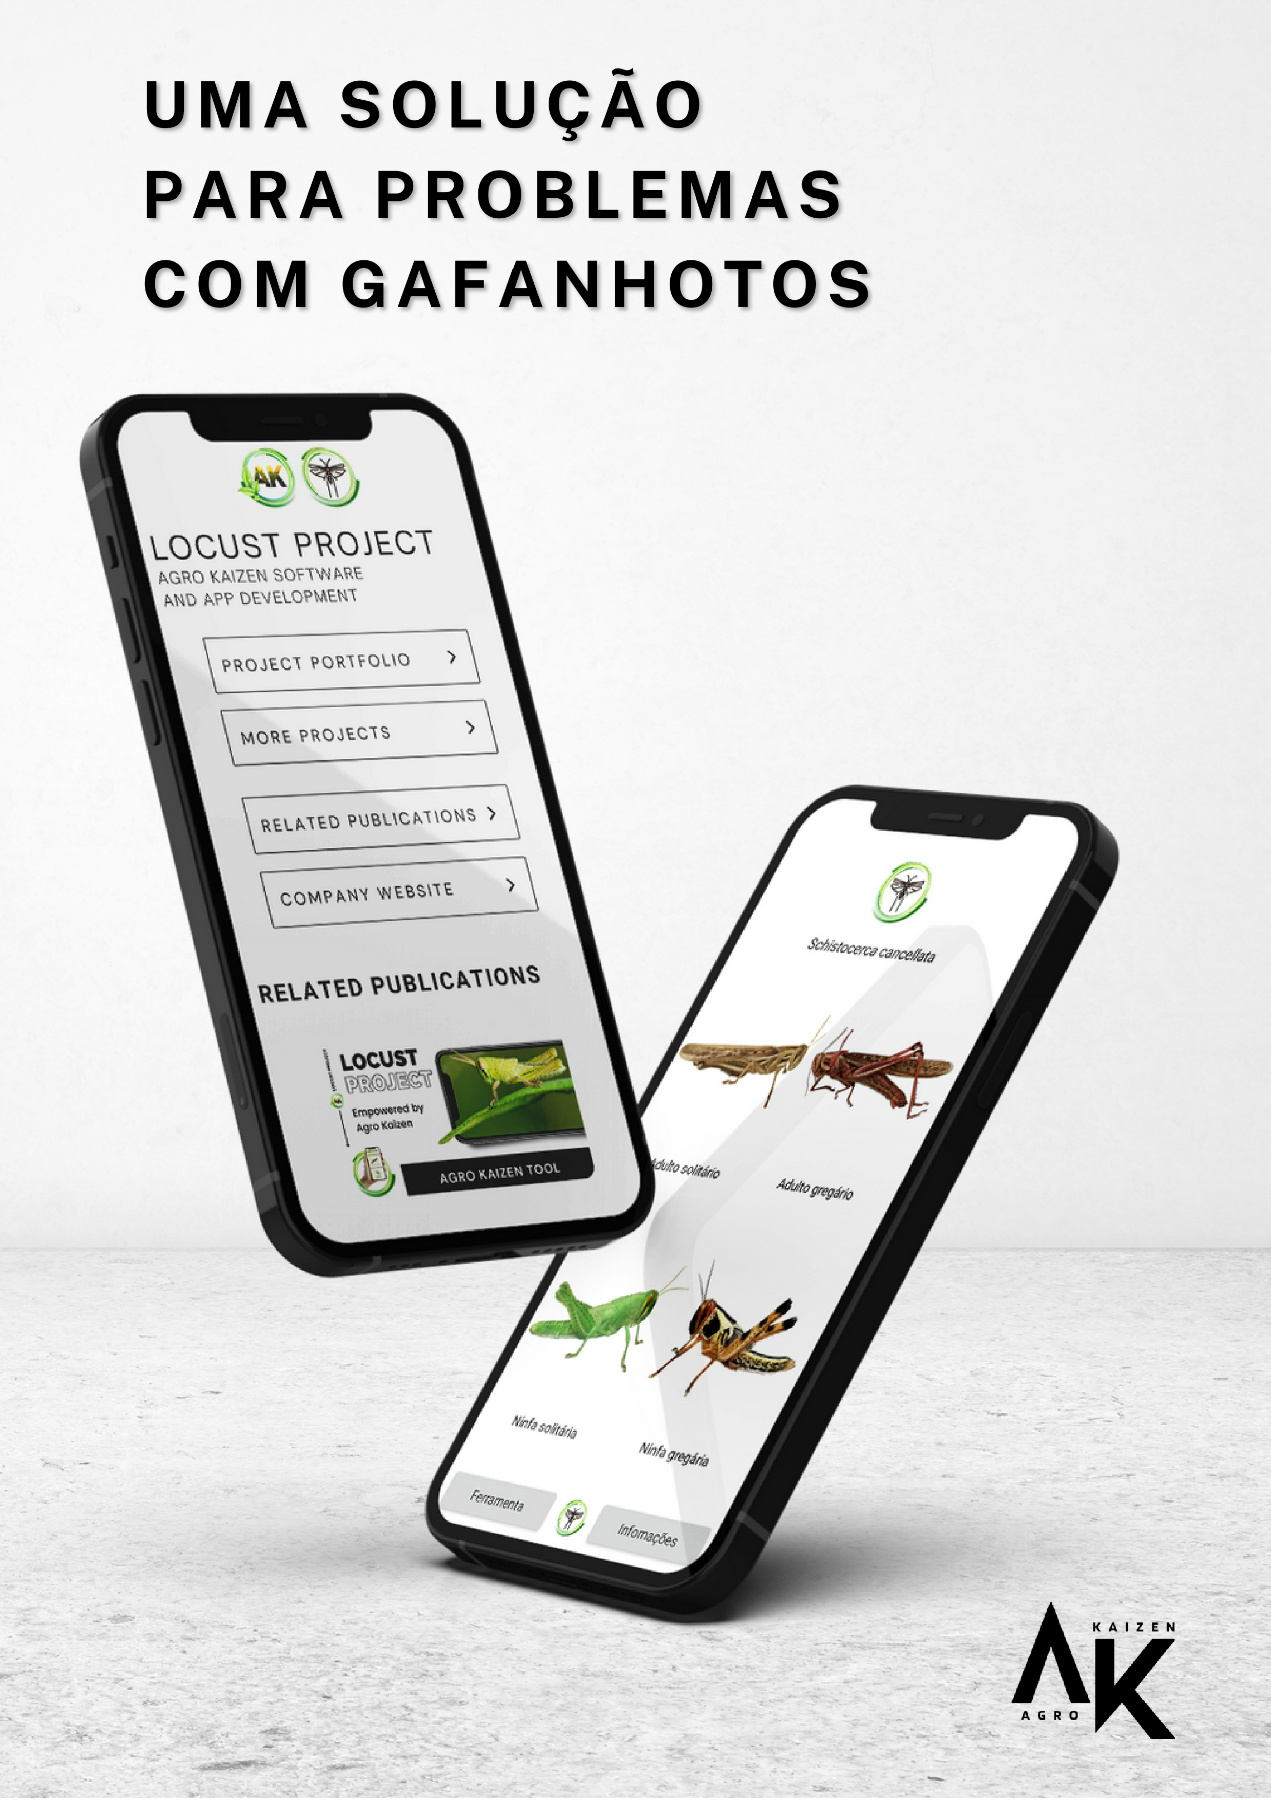 UMA SOLUÇÃO
PARA PROBLEMAS
COM GAFANHOTOS
AK
LOCUST PROJECT
AGRO KAIZEN SOFTWARE
AND APP DEVELOPMENT
PROJECT PORTFOLIO
MORE PROJECTS
RELATED PUBLICATIONS
COMPANY WEBSITE
RELATED PUBLICATIONS
LOCUST
PROJECT
Empowered by
Agro Kaizen
AGRO KAIZEN TOOL
Schistocerca cancellata
Adulto solitário
Adulto gregário
Ninfa solitária
Ninfa gregária
Ferramenta
Infomações
KAIZEN
AK
AGRO